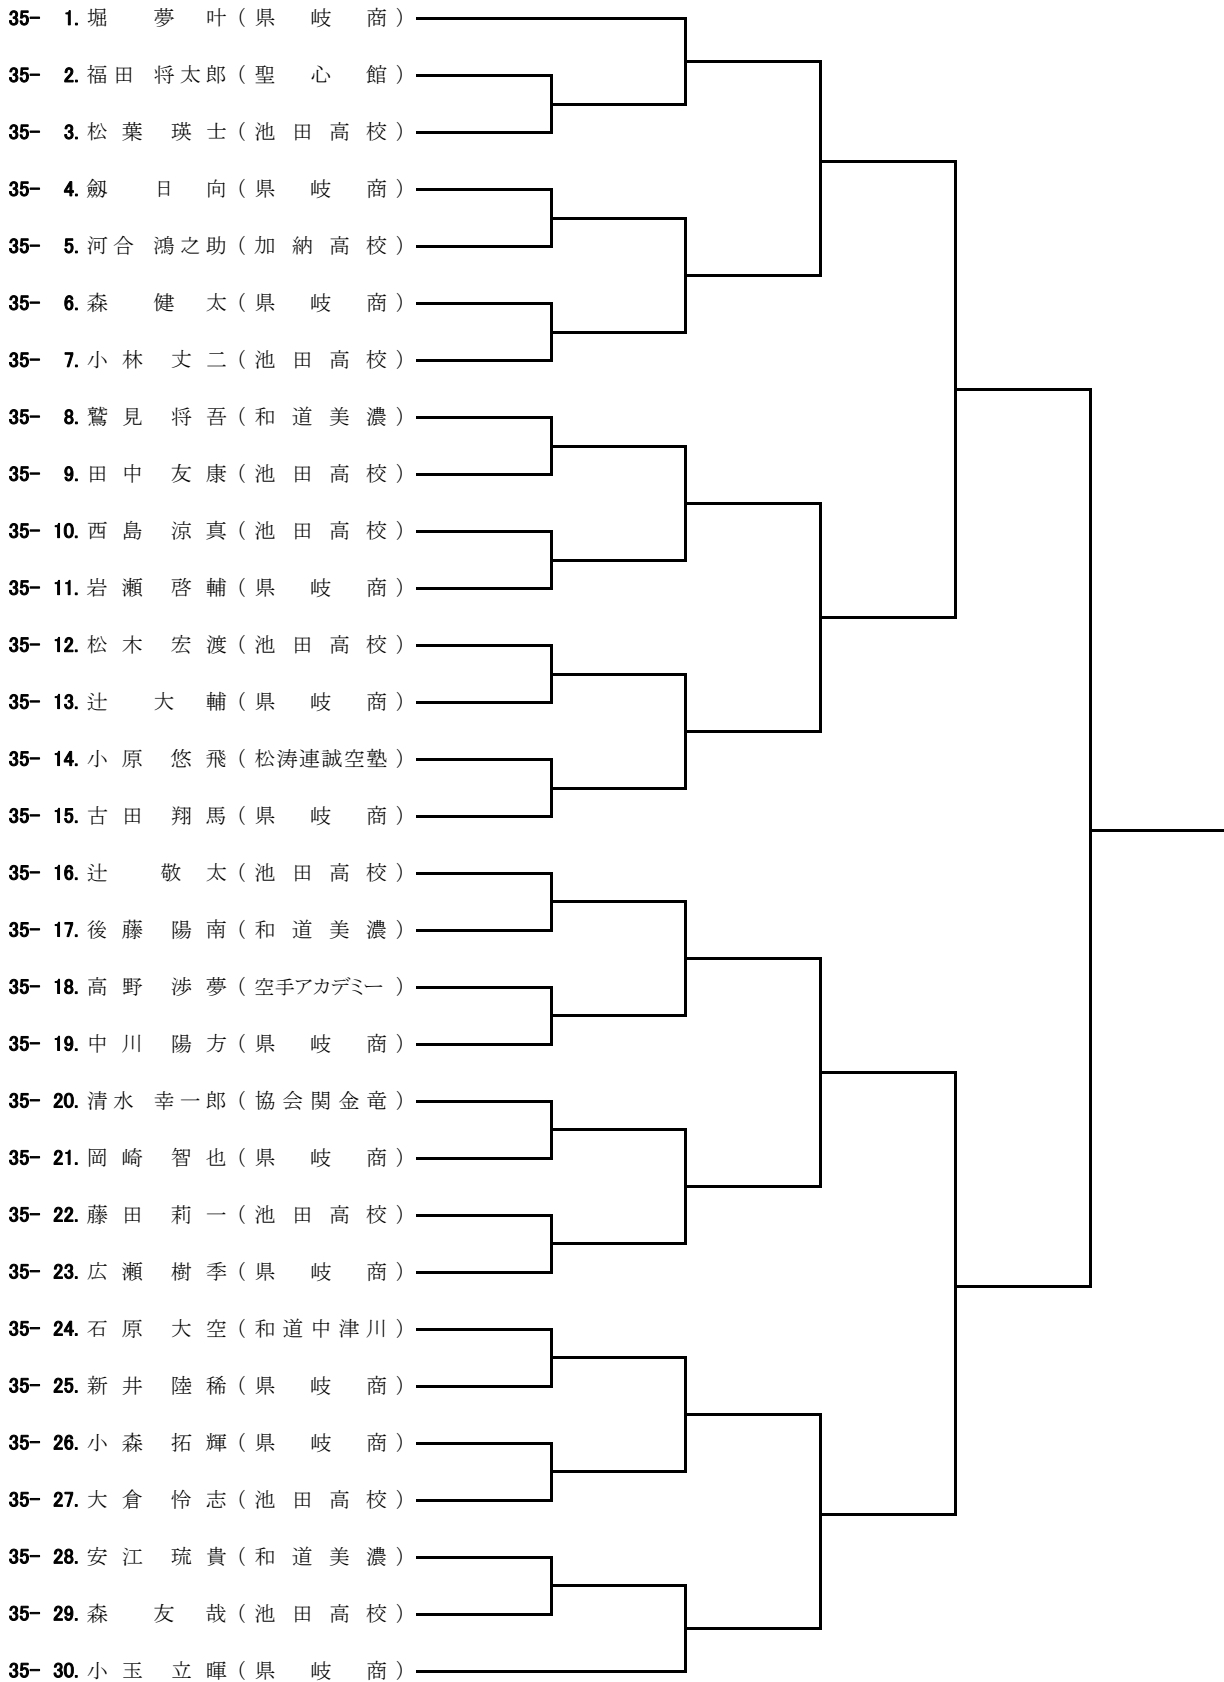 35- 1. 堀 夢 叶 ( 県 岐 商 )
35- 2. 福田 将太郎 ( 聖 心 館 )
35- 3. 松 葉 瑛 士 ( 池 田 高 校 )
35- 4. 劔 日 向 ( 県 岐 商 )
35- 5. 河合 鴻之助 ( 加 納 高 校 )
35- 6. 森 健 太 ( 県 岐 商 )
35- 7. 小 林 丈 二 ( 池 田 高 校 )
35- 8. 鷲 見 将 吾 ( 和 道 美 濃 )
35- 9. 田 中 友 康 ( 池 田 高 校 )
35- 10. 西 島 涼 真 ( 池 田 高 校 )
35- 11. 岩 瀬 啓 輔 ( 県 岐 商 )
35- 12. 松 木 宏 渡 ( 池 田 高 校 )
35- 13. 辻 大 輔 ( 県 岐 商 )
35- 14. 小 原 悠 飛 ( 松涛連誠空塾 )
35- 15. 古 田 翔 馬 ( 県 岐 商 )
35- 16. 辻 敬 太 ( 池 田 高 校 )
35- 17. 後 藤 陽 南 ( 和 道 美 濃 )
35- 18. 高 野 渉 夢 ( 空手アカデミー )
35- 19. 中 川 陽 方 ( 県 岐 商 )
35- 20. 清水 幸一郎 ( 協会関金竜 )
35- 21. 岡 崎 智 也 ( 県 岐 商 )
35- 22. 藤 田 莉 一 ( 池 田 高 校 )
35- 23. 広 瀬 樹 季 ( 県 岐 商 )
35- 24. 石 原 大 空 ( 和道中津川 )
35- 25. 新 井 陸 稀 ( 県 岐 商 )
35- 26. 小 森 拓 輝 ( 県 岐 商 )
35- 27. 大 倉 怜 志 ( 池 田 高 校 )
35- 28. 安 江 琉 貴 ( 和 道 美 濃 )
35- 29. 森 友 哉 ( 池 田 高 校 )
35- 30. 小 玉 立 暉 ( 県 岐 商 )